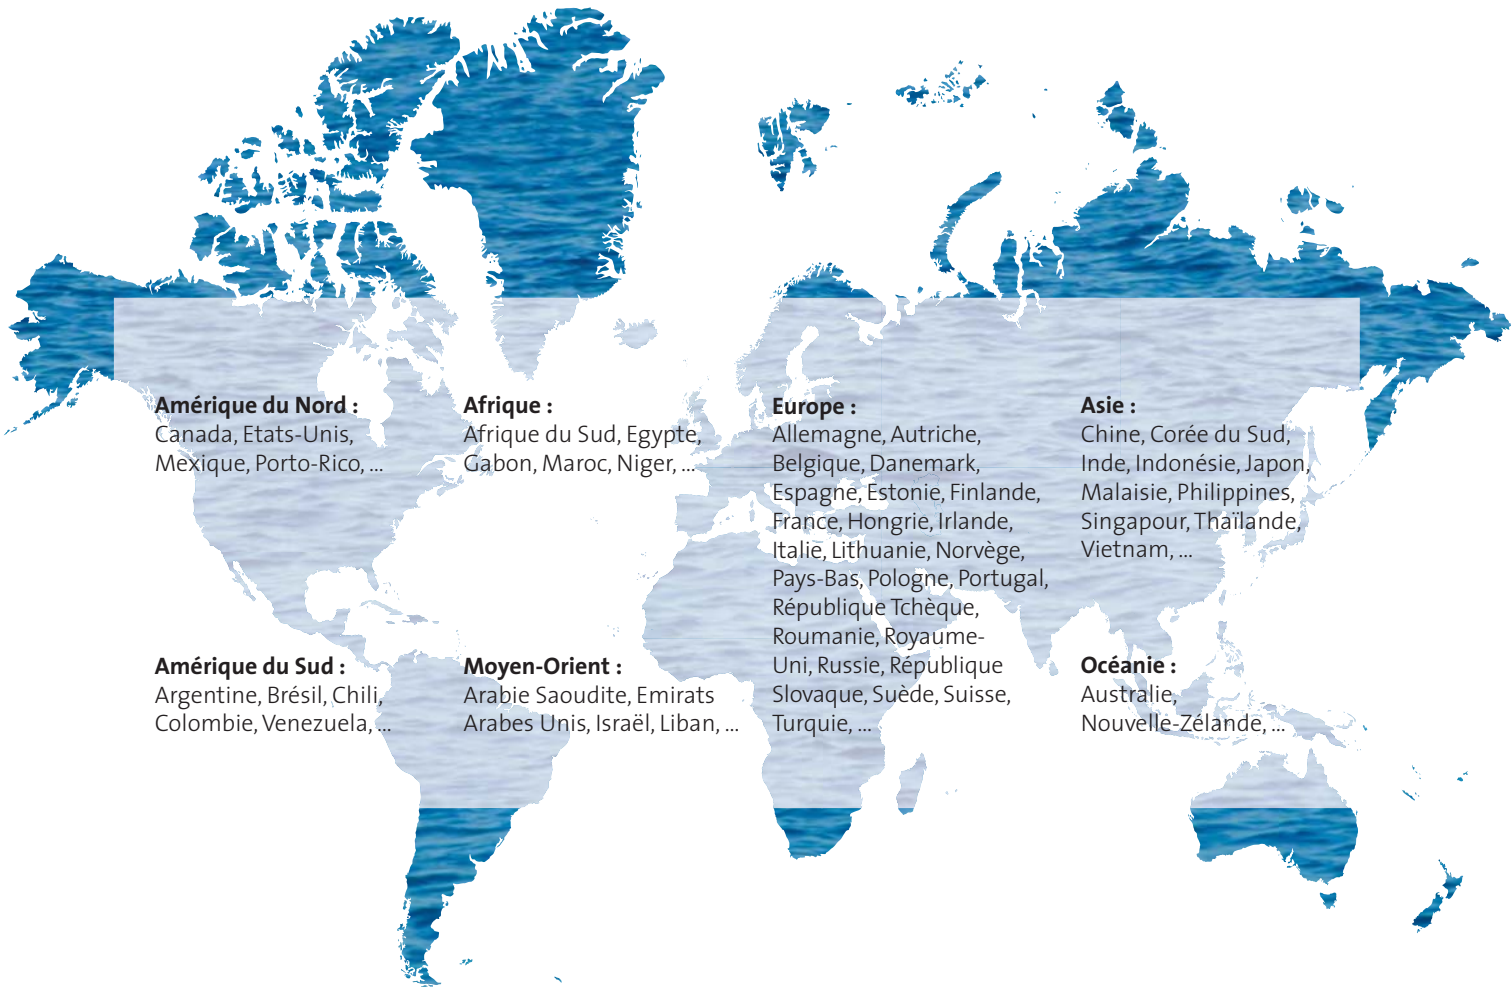 Amérique du Nord :
Canada, Etats-Unis,
Mexique, Porto-Rico, ...
Afrique :
Afrique du Sud, Egypte,
Gabon, Maroc, Niger, ...
Europe :
Allemagne, Autriche,
Belgique, Danemark,
Espagne, Estonie, Finlande,
France, Hongrie, Irlande,
Italie, Lithuanie, Norvège,
Pays-Bas, Pologne, Portugal,
République Tchèque,
Roumanie, Royaume-
Uni, Russie, République
Slovaque, Suède, Suisse,
Turquie, ...
Asie :
Chine, Corée du Sud,
Inde, Indonésie, Japon,
Malaisie, Philippines,
Singapour, Thaïlande,
Vietnam, ...
Amérique du Sud :
Argentine, Brésil, Chili,
Colombie, Venezuela, ...
Moyen-Orient :
Arabie Saoudite, Emirats
Arabes Unis, Israël, Liban, ...
Océanie :
Australie,
Nouvelle-Zélande, ...